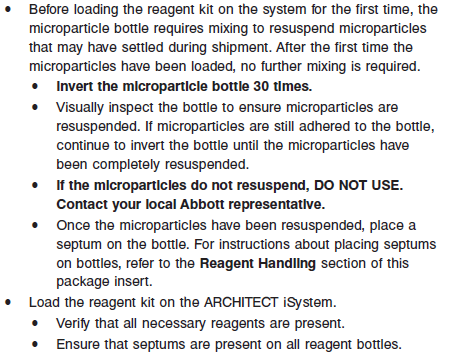 • Before loading the reagent kit on the system for the first time, the
microparticle bottle requires mixing to resuspend microparticles
that may have settled during shipment. After the first time the
microparticles have been loaded, no further mixing is required.
• Invert the microparticle bottle 30 times.
• Visually inspect the bottle to ensure microparticles are
resuspended. If microparticles are still adhered to the bottle,
continue to invert the bottle until the microparticles have
been completely resuspended.
• If the microparticles do not resuspend, DO NOT USE.
Contact your local Abbott representative.
• Once the microparticles have been resuspended, place a
septum on the bottle. For instructions about placing septums
on bottles, refer to the Reagent Handling section of this
package insert.
• Load the reagent kit on the ARCHITECT iSystem.
• Verify that all necessary reagents are present.
• Ensure that septums are present on all reagent bottles.